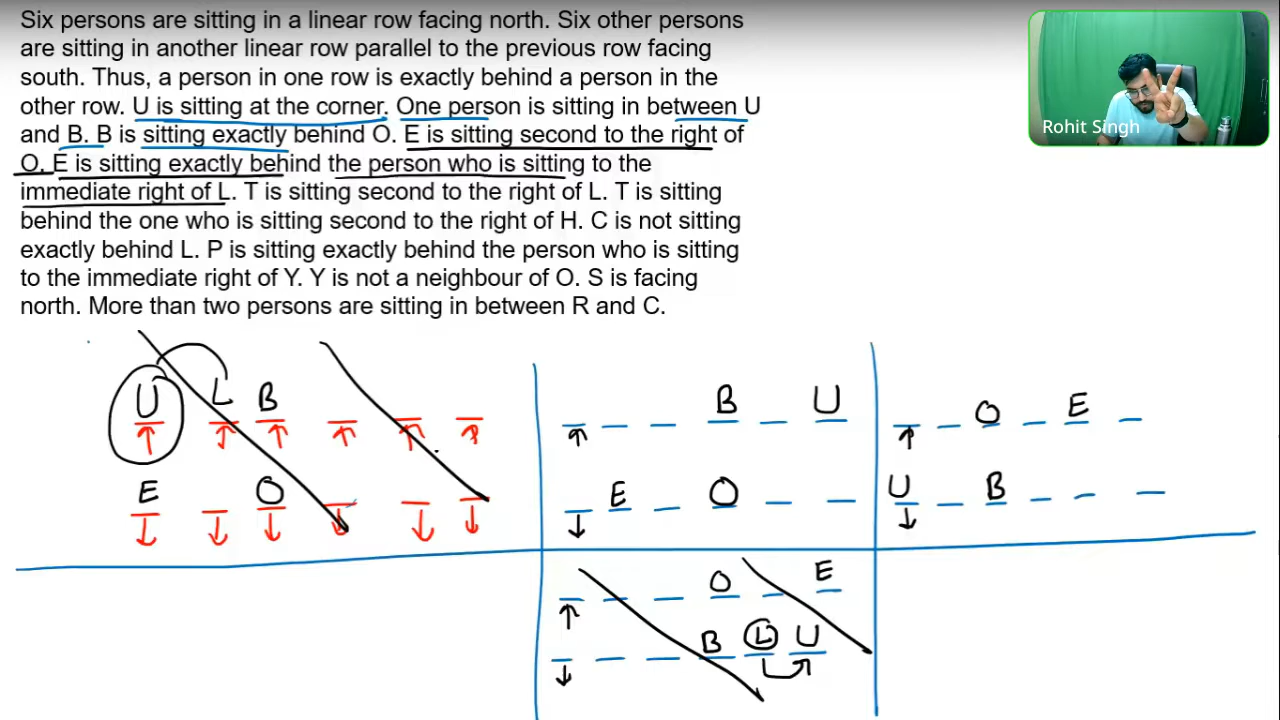 Six persons are sitting in a linear row facing north. Six other persons
are sitting in another linear row parallel to the previous row facing
south. Thus, a person in one row is exactly behind a person in the
other row. U is sitting at the corner. One person is sitting in between U
and B. B is sitting exactly behind O. E is sitting second to the right of
O. E is sitting exactly behind the person who is sitting to the
immediate right of L. T is sitting second to the right of L. T is sitting
behind the one who is sitting second to the right of H. C is not sitting
exactly behind L. P is sitting exactly behind the person who is sitting
to the immediate right of Y. Y is not a neighbour of O. S is facing
north. More than two persons are sitting in between R and C.
Rohit Singh
U L B
E O
B U
E O
O E
U B
O E
B L U